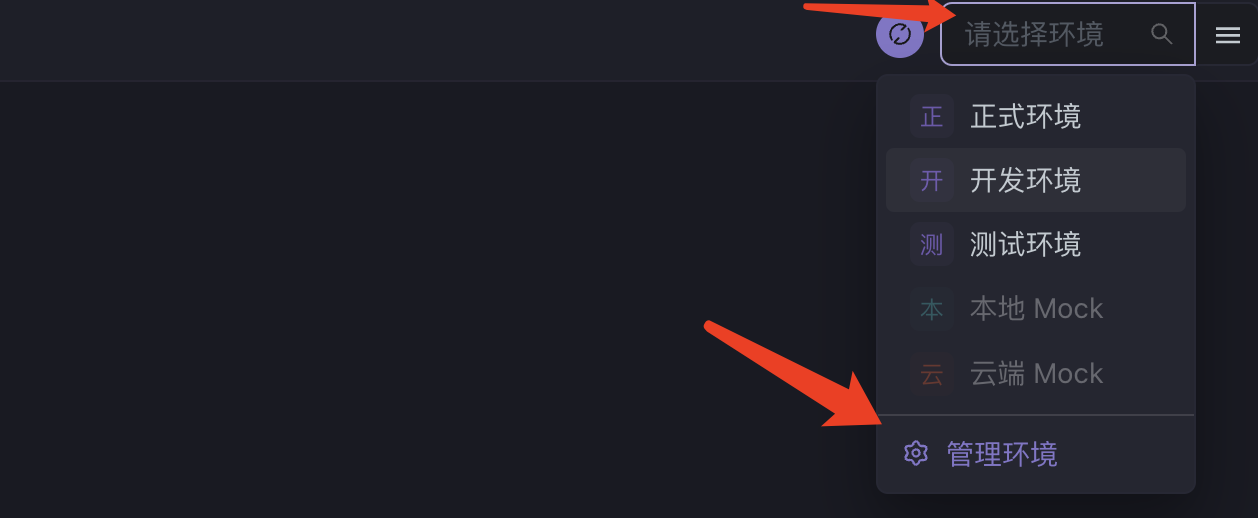 请选择环境
正 正式环境
开 开发环境
测 测试环境
本 本地 Mock
云 云端 Mock
管理环境